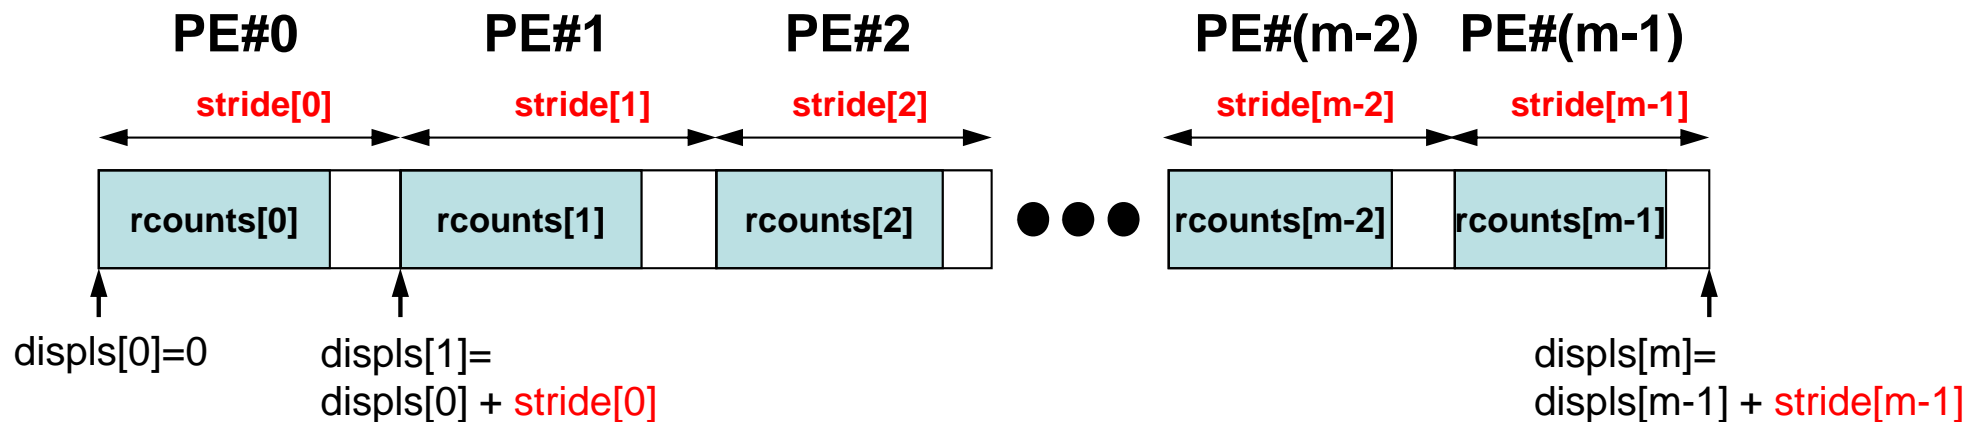 PE#0 PE#1 PE#2 PE#(m-2) PE#(m-1)
stride[0] stride[1] stride[2] stride[m-2] stride[m-1]
rcounts[0] rcounts[1] rcounts[2] rcounts[m-2] rcounts[m-1]
displs[0]=0
displs[1]=
displs[0] + stride[0]
displs[m]=
displs[m-1] + stride[m-1]